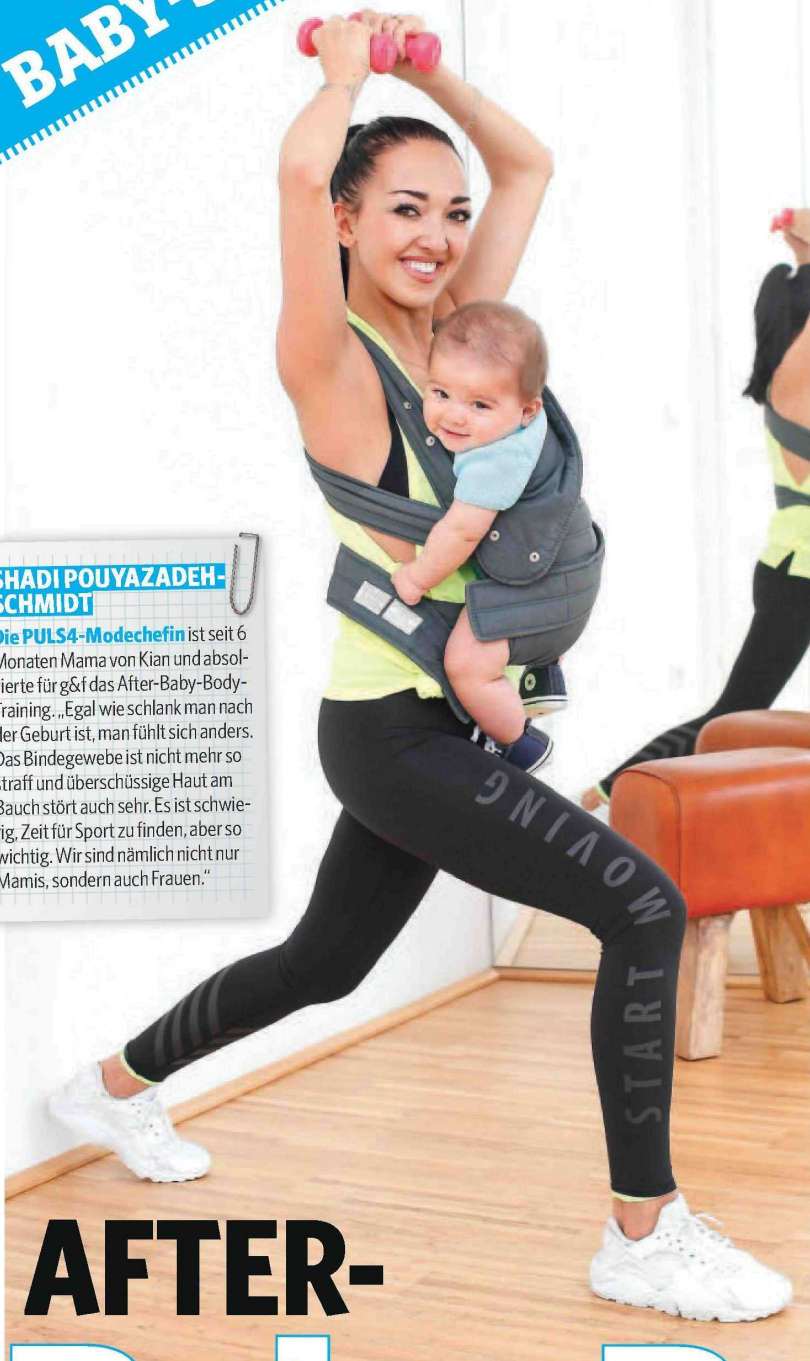 BABY-
SHADI POUYAZADEH-
SCHMIDT
Die PULS4-Modechefin ist seit 6
Monaten Mama von Kian und absol-
vierte für g&f das After-Baby-Body-
Training. „Egal wie schlank man nach
der Geburt ist, man fühlt sich anders.
Das Bindegewebe ist nicht mehr so
straff und überschüssige Haut am
Bauch stört auch sehr. Es ist schwie-
rig, Zeit für Sport zu finden, aber so
wichtig. Wir sind nämlich nicht nur
Mamis, sondern auch Frauen.“
START MOVING
AFTER-